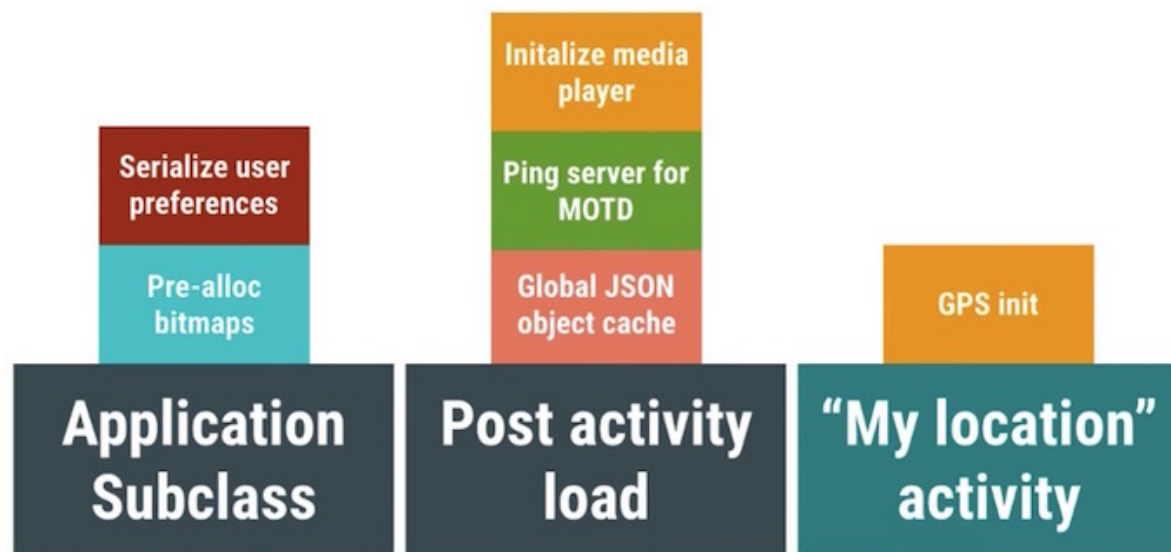 Serialize user
preferences
Pre-alloc
bitmaps
Application
Subclass
Initalize media
player
Ping server for
MOTD
Global JSON
object cache
Post activity
load
GPS init
“My location”
activity